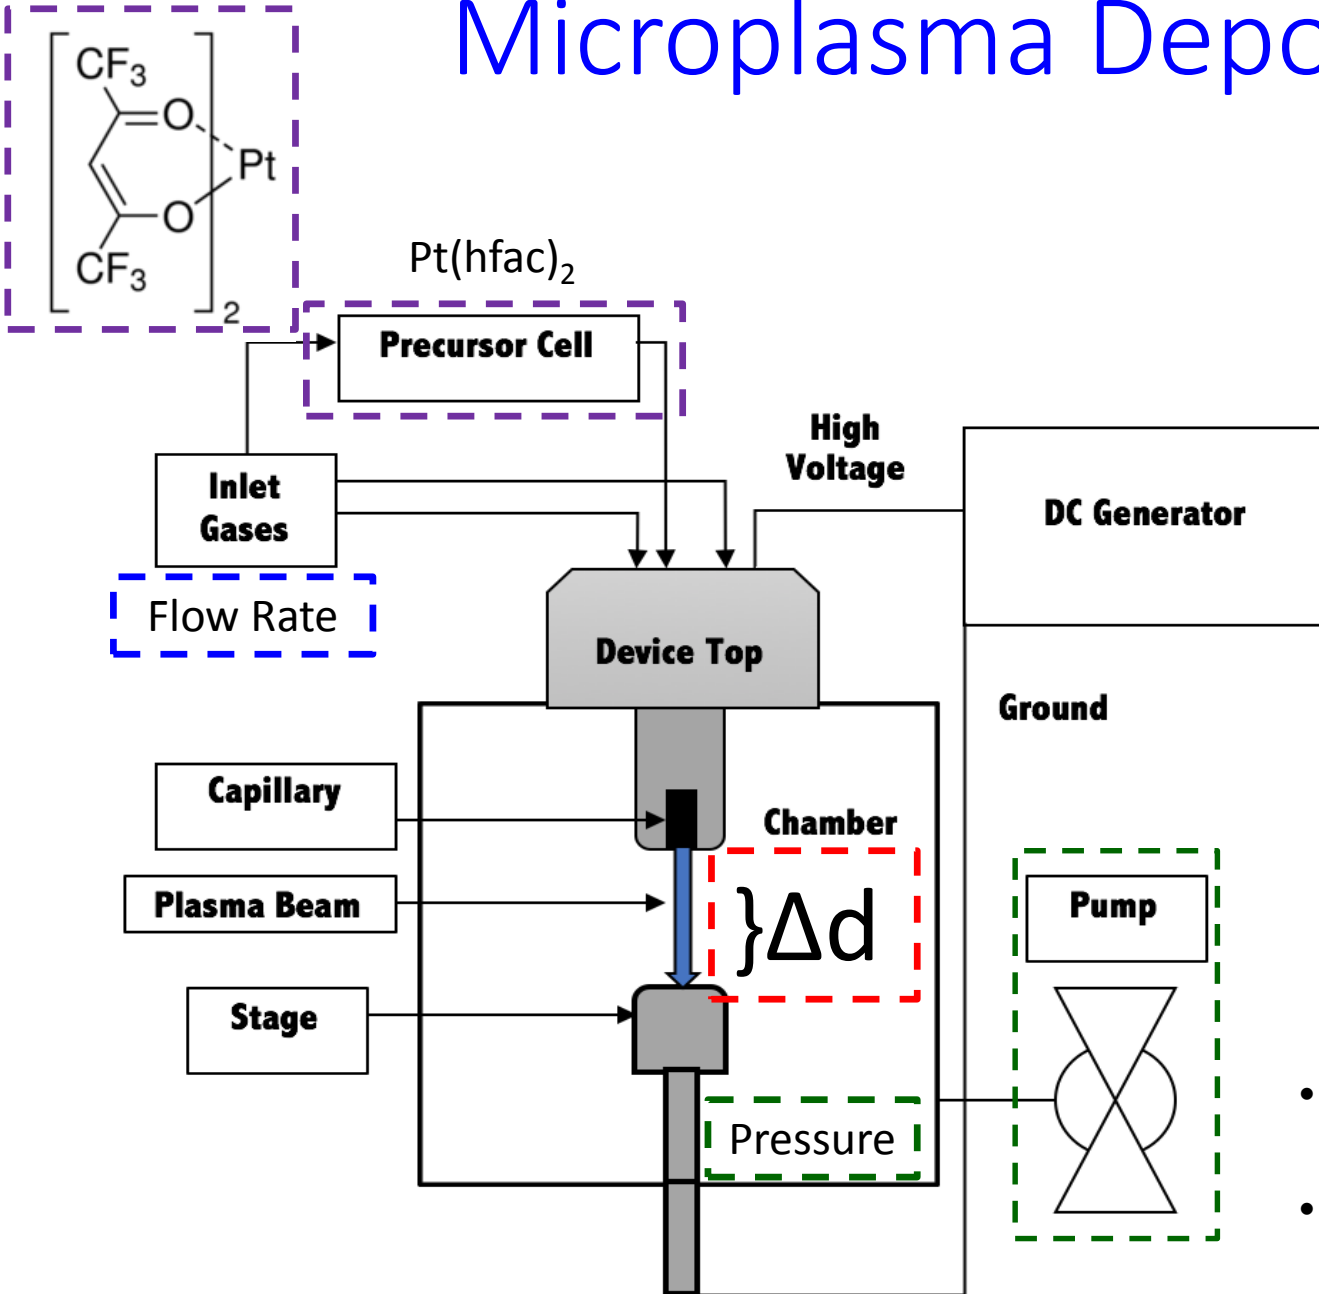 Microplasma Depo
CF3
O
Pt
O
CF3
2
Pt(hfac)2
Precursor Cell
High
Voltage
Inlet
Gases
DC Generator
Flow Rate
Device Top
Ground
Capillary
Chamber
Plasma Beam
}Δd
Pump
Stage
Pressure
•
•